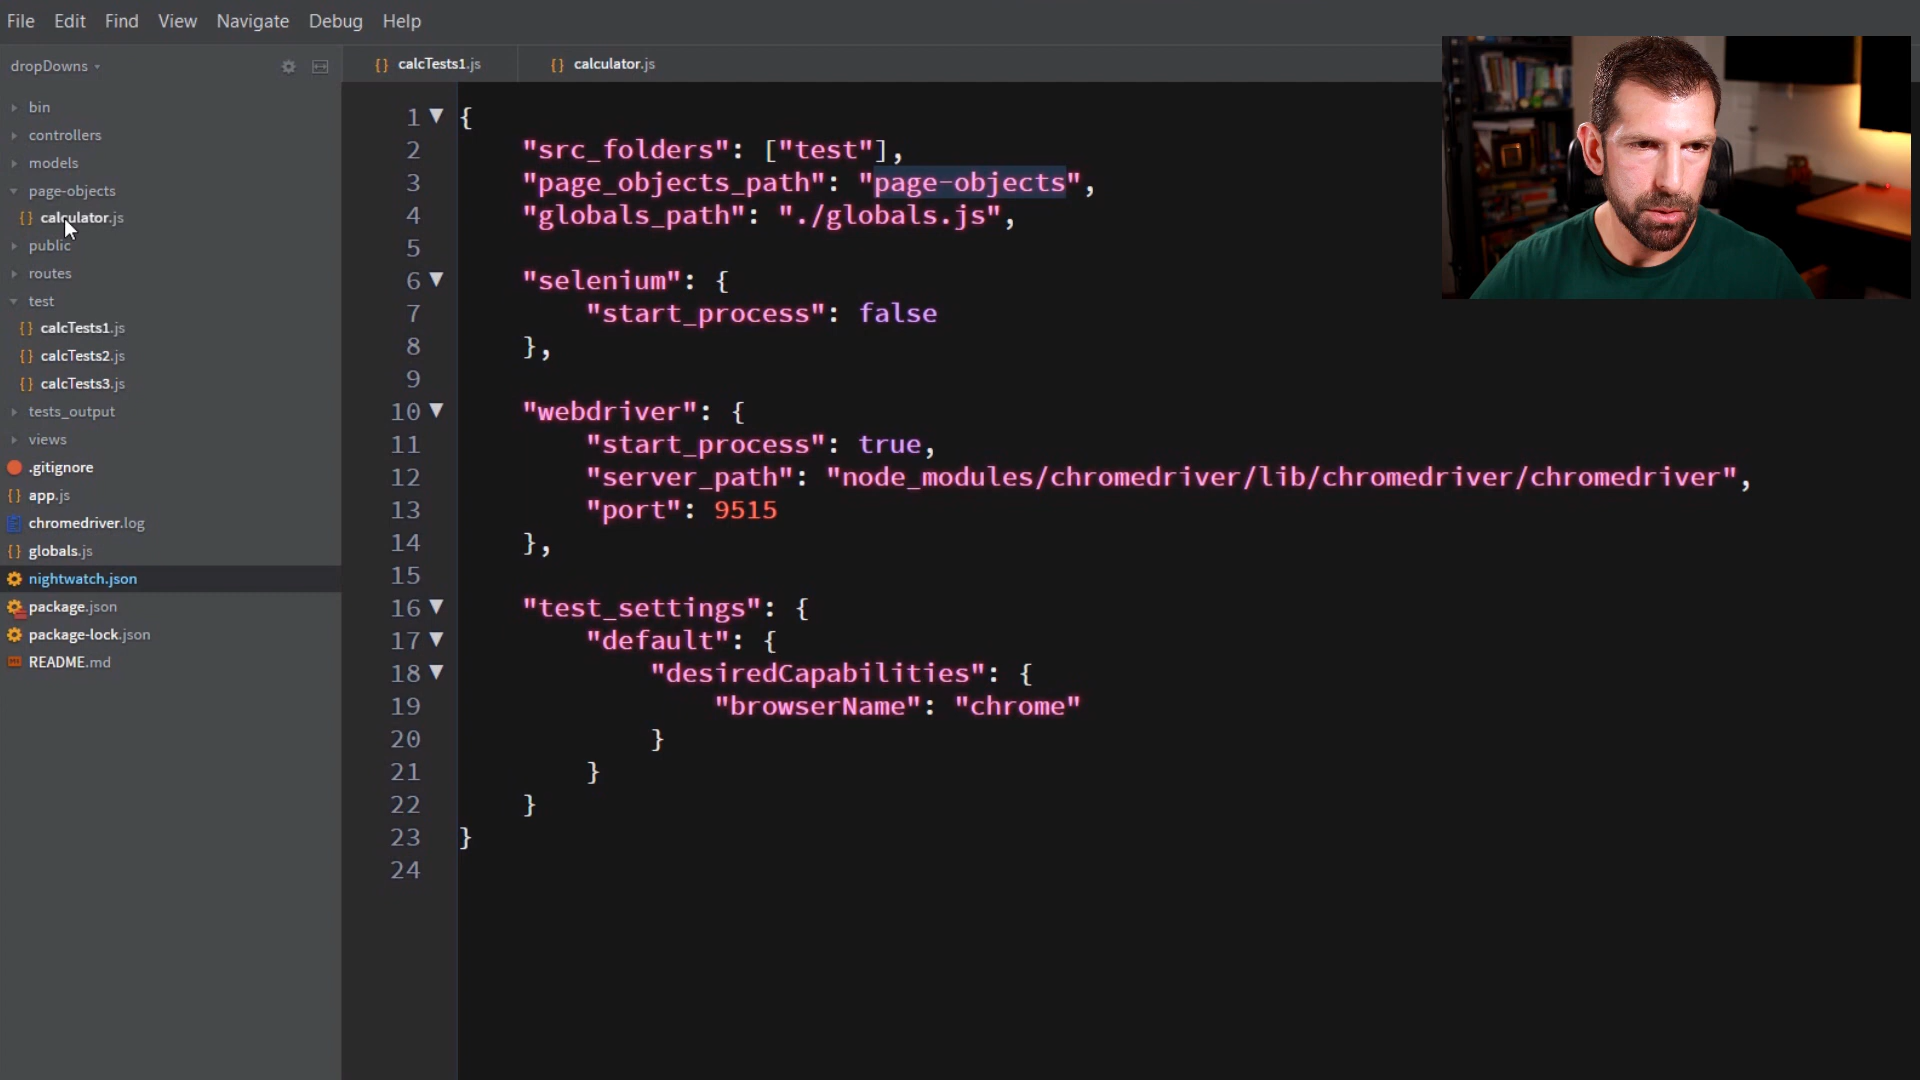 File Edit Find View Navigate Debug Help
dropDowns
bin
controllers
models
page-objects
calculator.js
public
routes
test
calcTests1.js
calcTests2.js
calcTests3.js
tests_output
views
.gitignore
app.js
chromedriver.log
globals.js
nightwatch.json
package.json
package-lock.json
README.md
calcTests1.js calculator.js
1 {
2 "src_folders": ["test"],
3 "page_objects_path": "page-objects",
4 "globals_path": "./globals.js",
5
6 "selenium": {
7 "start_process": false
8 },
9
10 "webdriver": {
11 "start_process": true,
12 "server_path": "node_modules/chromedriver/lib/chromedriver/chromedriver",
13 "port": 9515
14 },
15
16 "test_settings": {
17 "default": {
18 "desiredCapabilities": {
19 "browserName": "chrome"
20 }
21 }
22 }
23 }
24